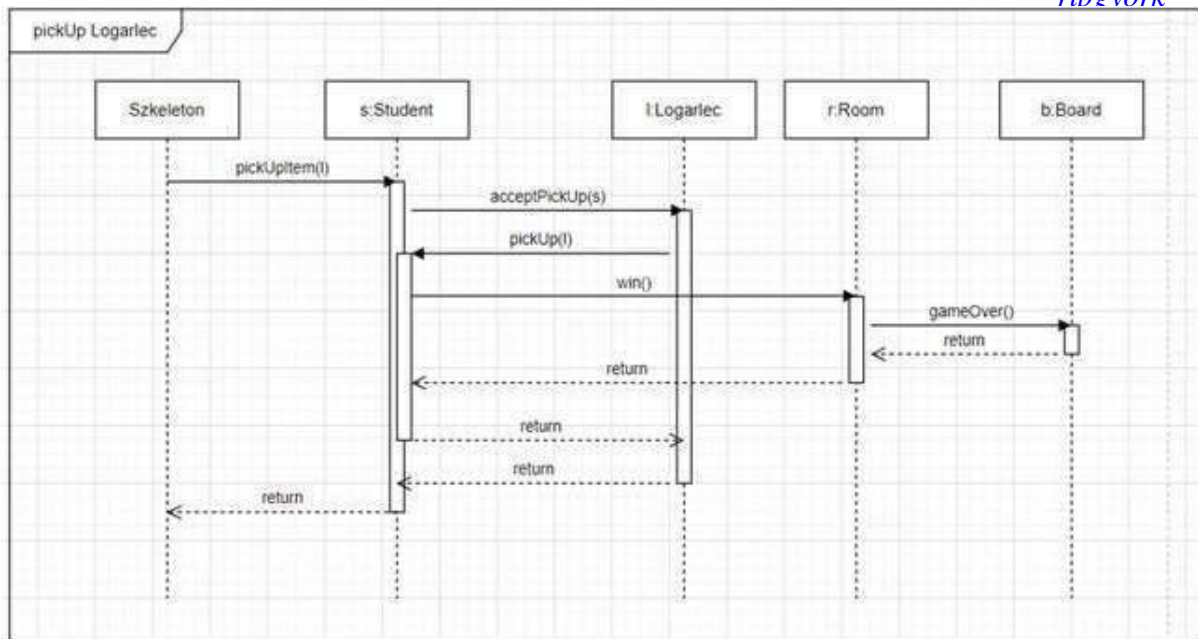 pickUp Logarlec
Szkeleton
s:Student
l:Logarlec
r:Room
b:Board
pickUpItem(l)
acceptPickUp(s)
pickUp(l)
win()
gameOver()
return
return
return
return
return